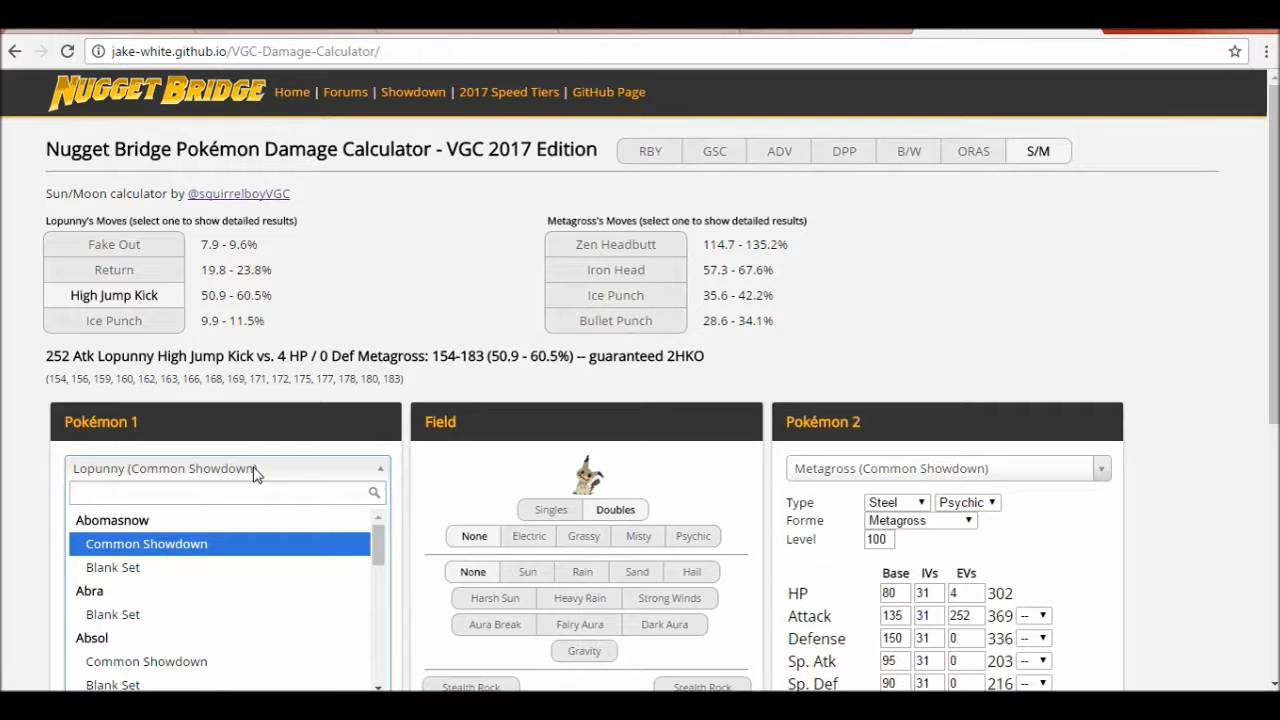 jake-white.github.io/VGC-Damage-Calculator/
NUGGET BRIDGE Home | Forums | Showdown | 2017 Speed Tiers | GitHub Page
Nugget Bridge Pokémon Damage Calculator - VGC 2017 Edition RBY GSC ADV DPP B/W ORAS S/M
Sun/Moon calculator by @squirrelboyVGC
Lopunny's Moves (select one to show detailed results) Metagross's Moves (select one to show detailed results)
Fake Out 7.9 - 9.6% Zen Headbutt 114.7 - 135.2%
Return 19.8 - 23.8% Iron Head 57.3 - 67.6%
High Jump Kick 50.9 - 60.5% Ice Punch 35.6 - 42.2%
Ice Punch 9.9 - 11.5% Bullet Punch 28.6 - 34.1%
252 Atk Lopunny High Jump Kick vs. 4 HP / 0 Def Metagross: 154-183 (50.9 - 60.5%) -- guaranteed 2HKO
(154, 156, 159, 160, 162, 163, 166, 168, 169, 171, 172, 175, 177, 178, 180, 183)
Pokémon 1 Field Pokémon 2
Lopunny (Common Showdown) Metagross (Common Showdown)
Type Steel Psychic
Singles Doubles
Forme Metagross
Abomasnow
None Electric Grassy Misty Psychic
Level 100
Common Showdown
Blank Set
None Sun Rain Sand Hail
Base IVs EVs
Abra
Harsh Sun Heavy Rain Strong Winds
HP 80 31 4 302
Blank Set
Aura Break Fairy Aura Dark Aura
Attack 135 31 252 369 --
Absol
Gravity
Defense 150 31 0 336 --
Common Showdown
Sp. Atk 95 31 0 203 --
Blank Set
Stealth Rock Stealth Rock
Sp. Def 90 31 0 216 --